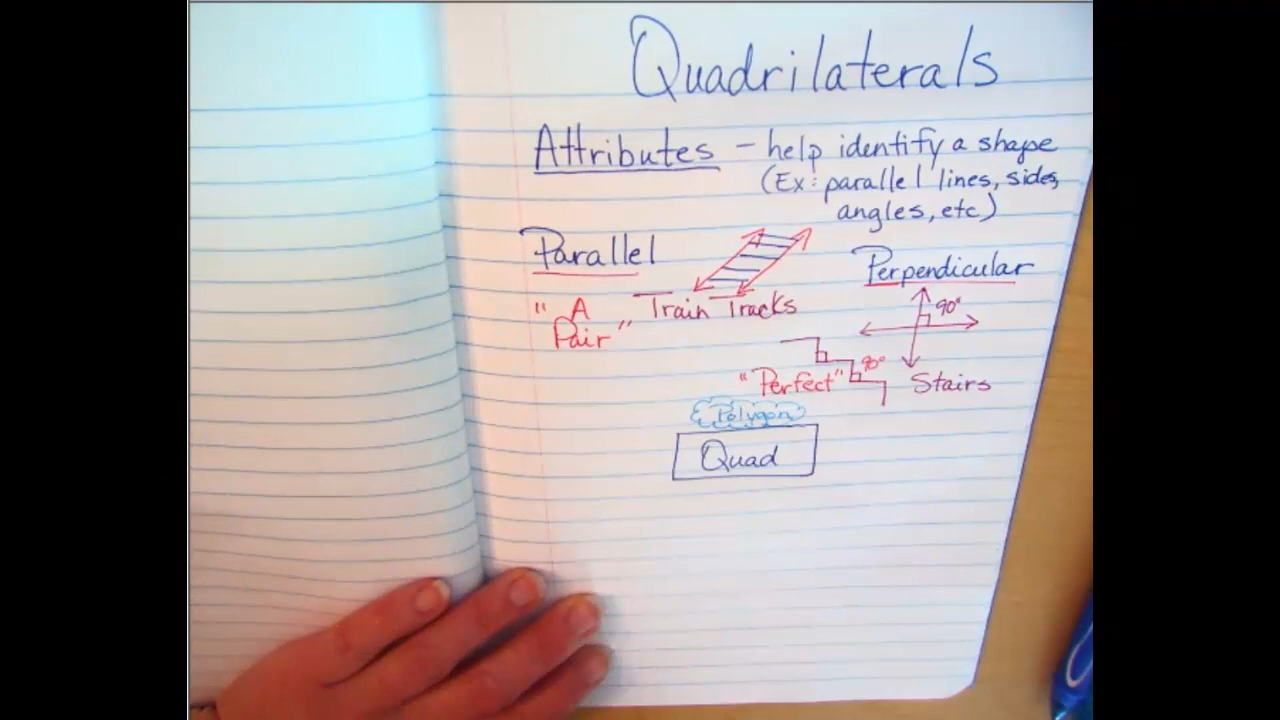 Quadrilaterals
Attributes – help identify a shape
(Ex: parallel lines, sides,
angles, etc.)
Parallel
" A
Pair"
Train Tracks
Perpendicular
90°
"Perfect"
90°
Stairs
Polygon
Quad